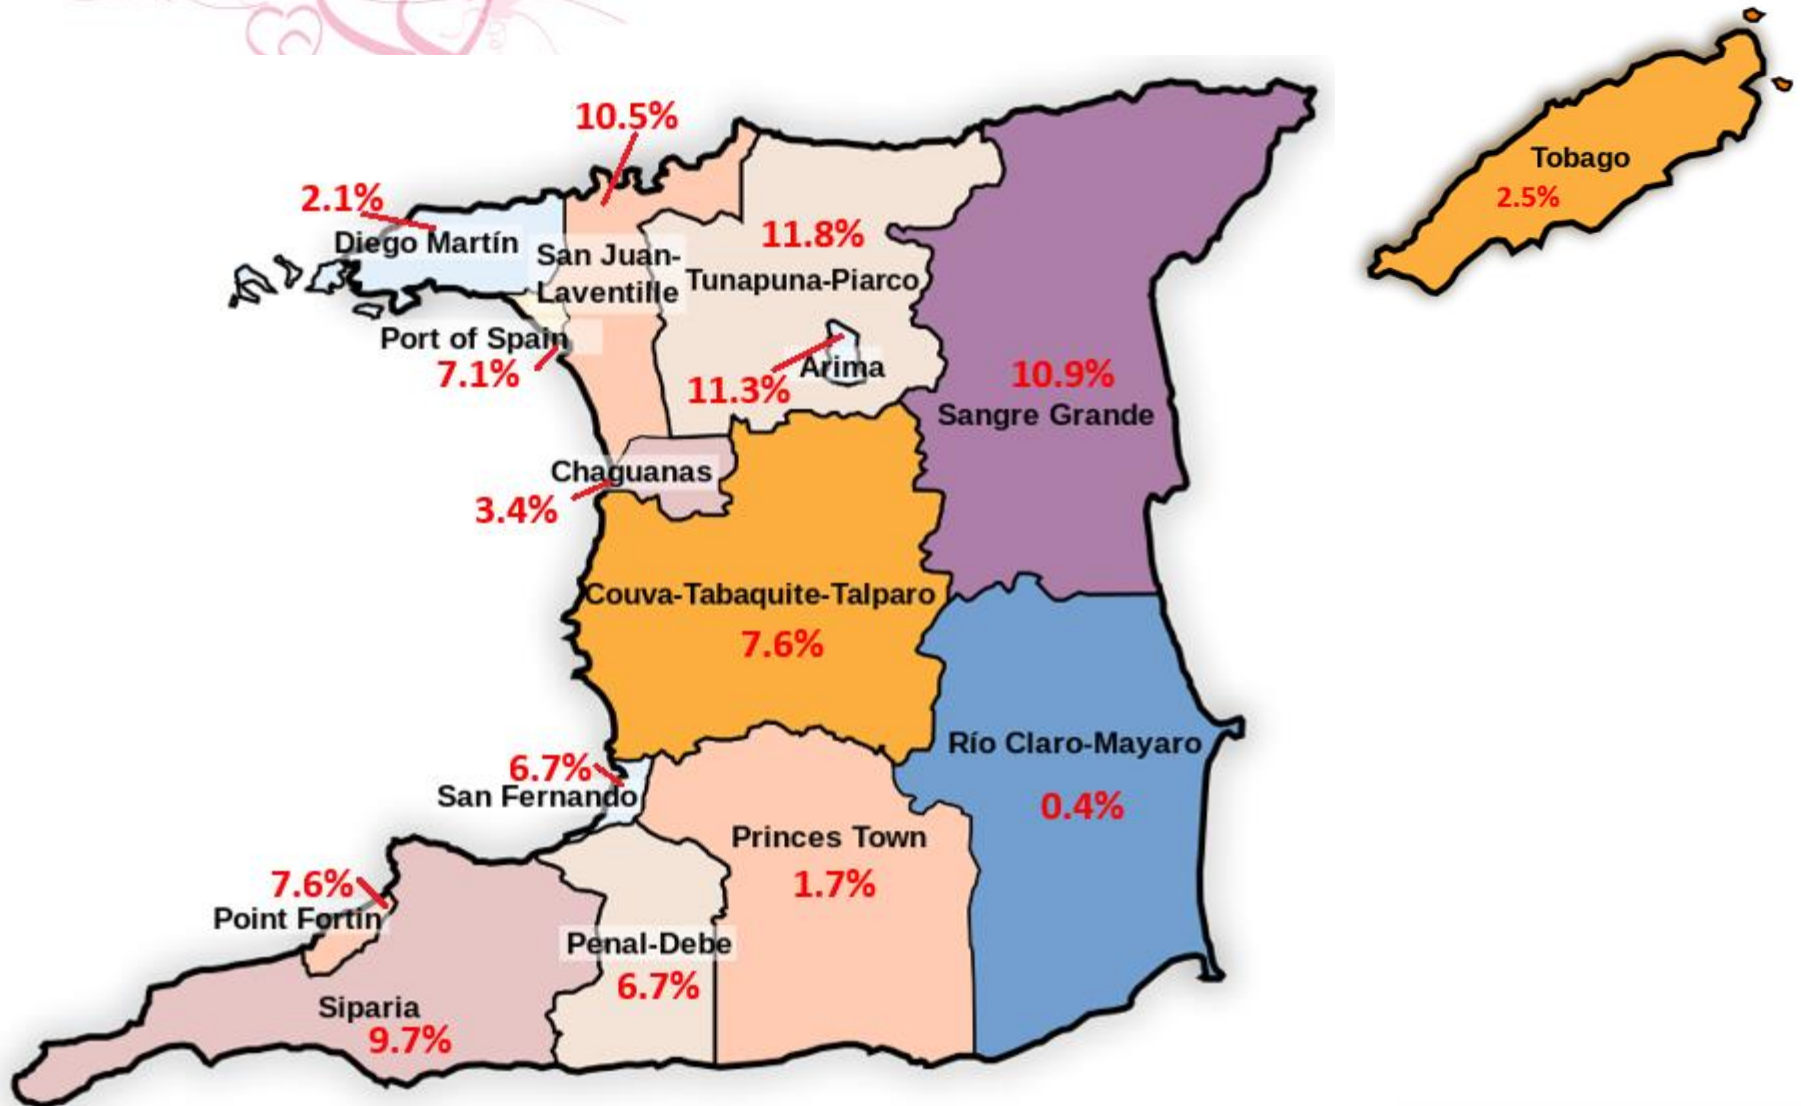 10.5%
2.1%
Diego Martín
San Juan-
Laventille
11.8%
Tunapuna-Piarco
Port of Spain
7.1%
11.3%
Arima
10.9%
Sangre Grande
Tobago
2.5%
Chaguanas
3.4%
Couva-Tabaquite-Talparo
7.6%
Río Claro-Mayaro
0.4%
6.7%
San Fernando
Princes Town
1.7%
7.6%
Point Fortin
Penal-Debe
6.7%
Siparia
9.7%